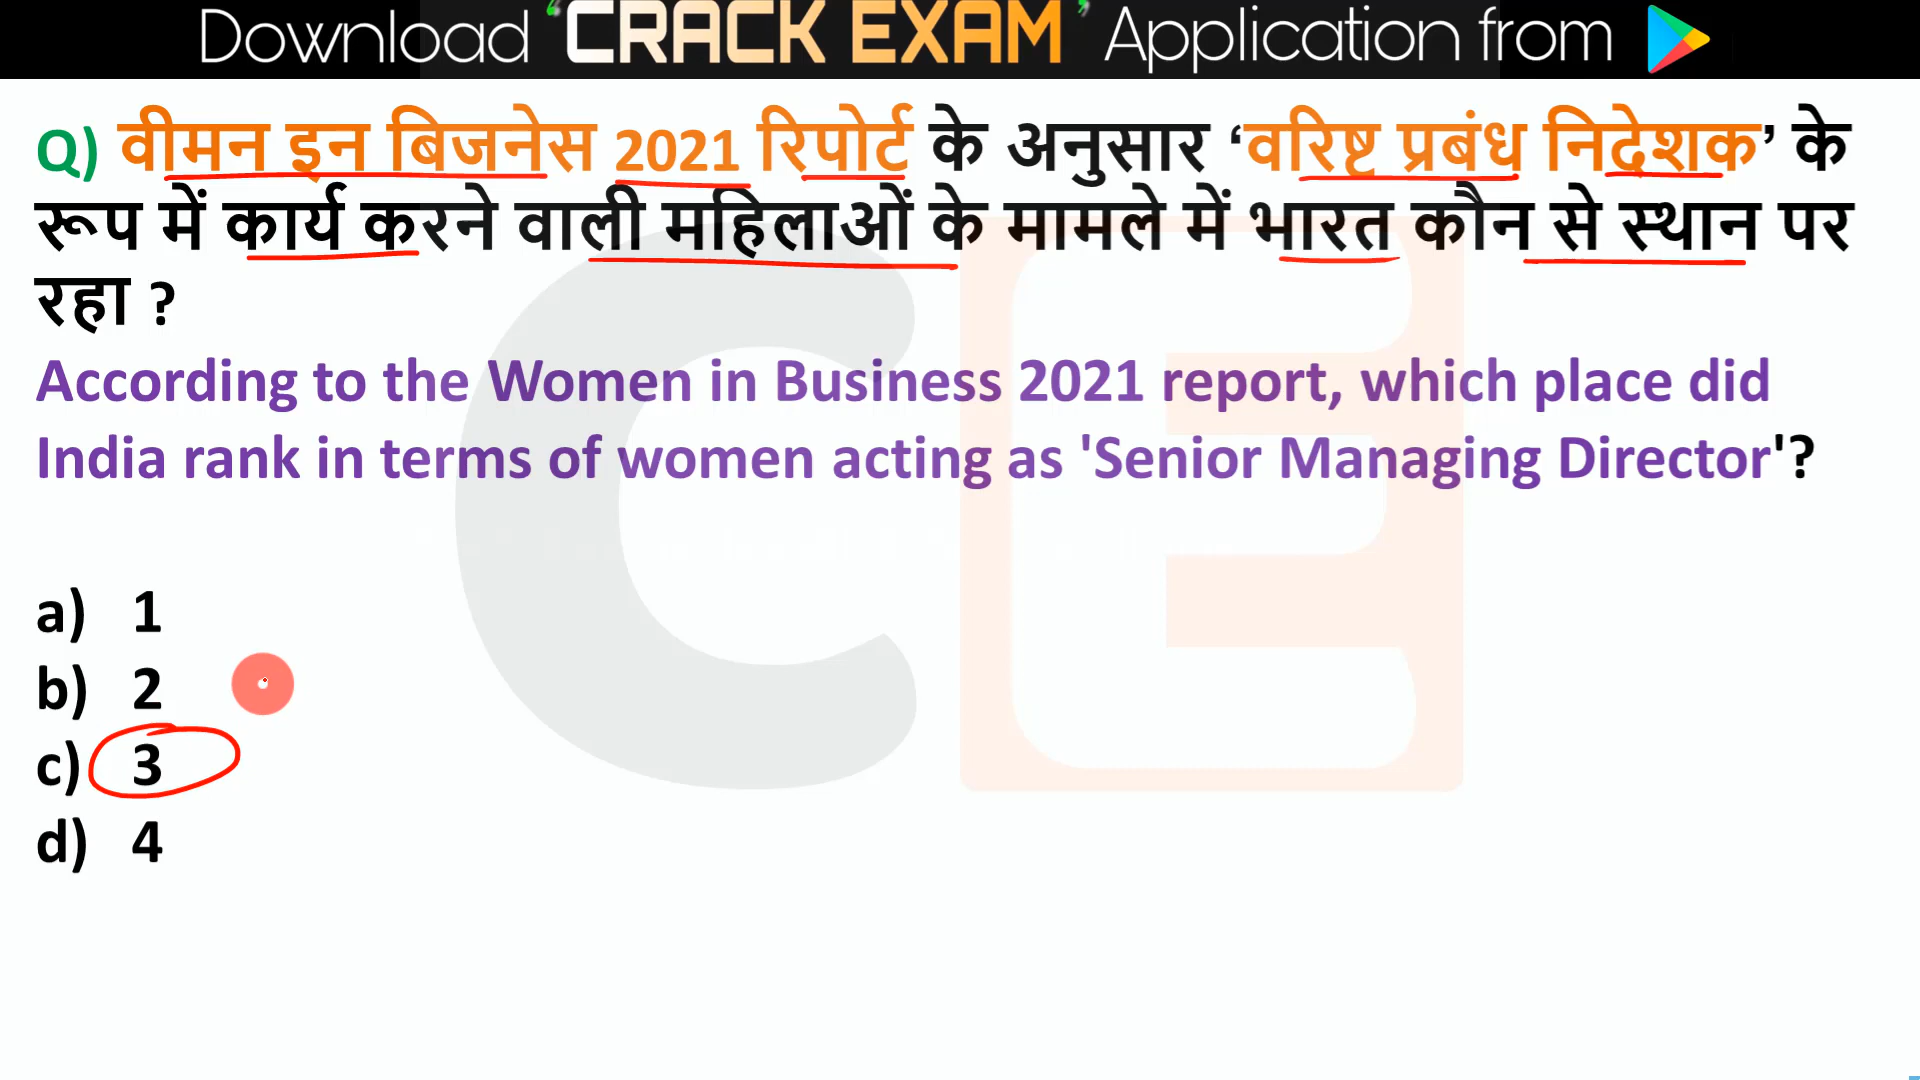 Download ‘CRACK EXAM’ Application from
Q) वीमन इन बिजनेस 2021 रिपोर्ट के अनुसार ‘वरिष्ट प्रबंध निदेशक’ के
रूप में कार्य करने वाली महिलाओं के मामले में भारत कौन से स्थान पर
रहा ?
According to the Women in Business 2021 report, which place did
India rank in terms of women acting as 'Senior Managing Director'?
a) 1
b) 2
c) 3
d) 4
CE